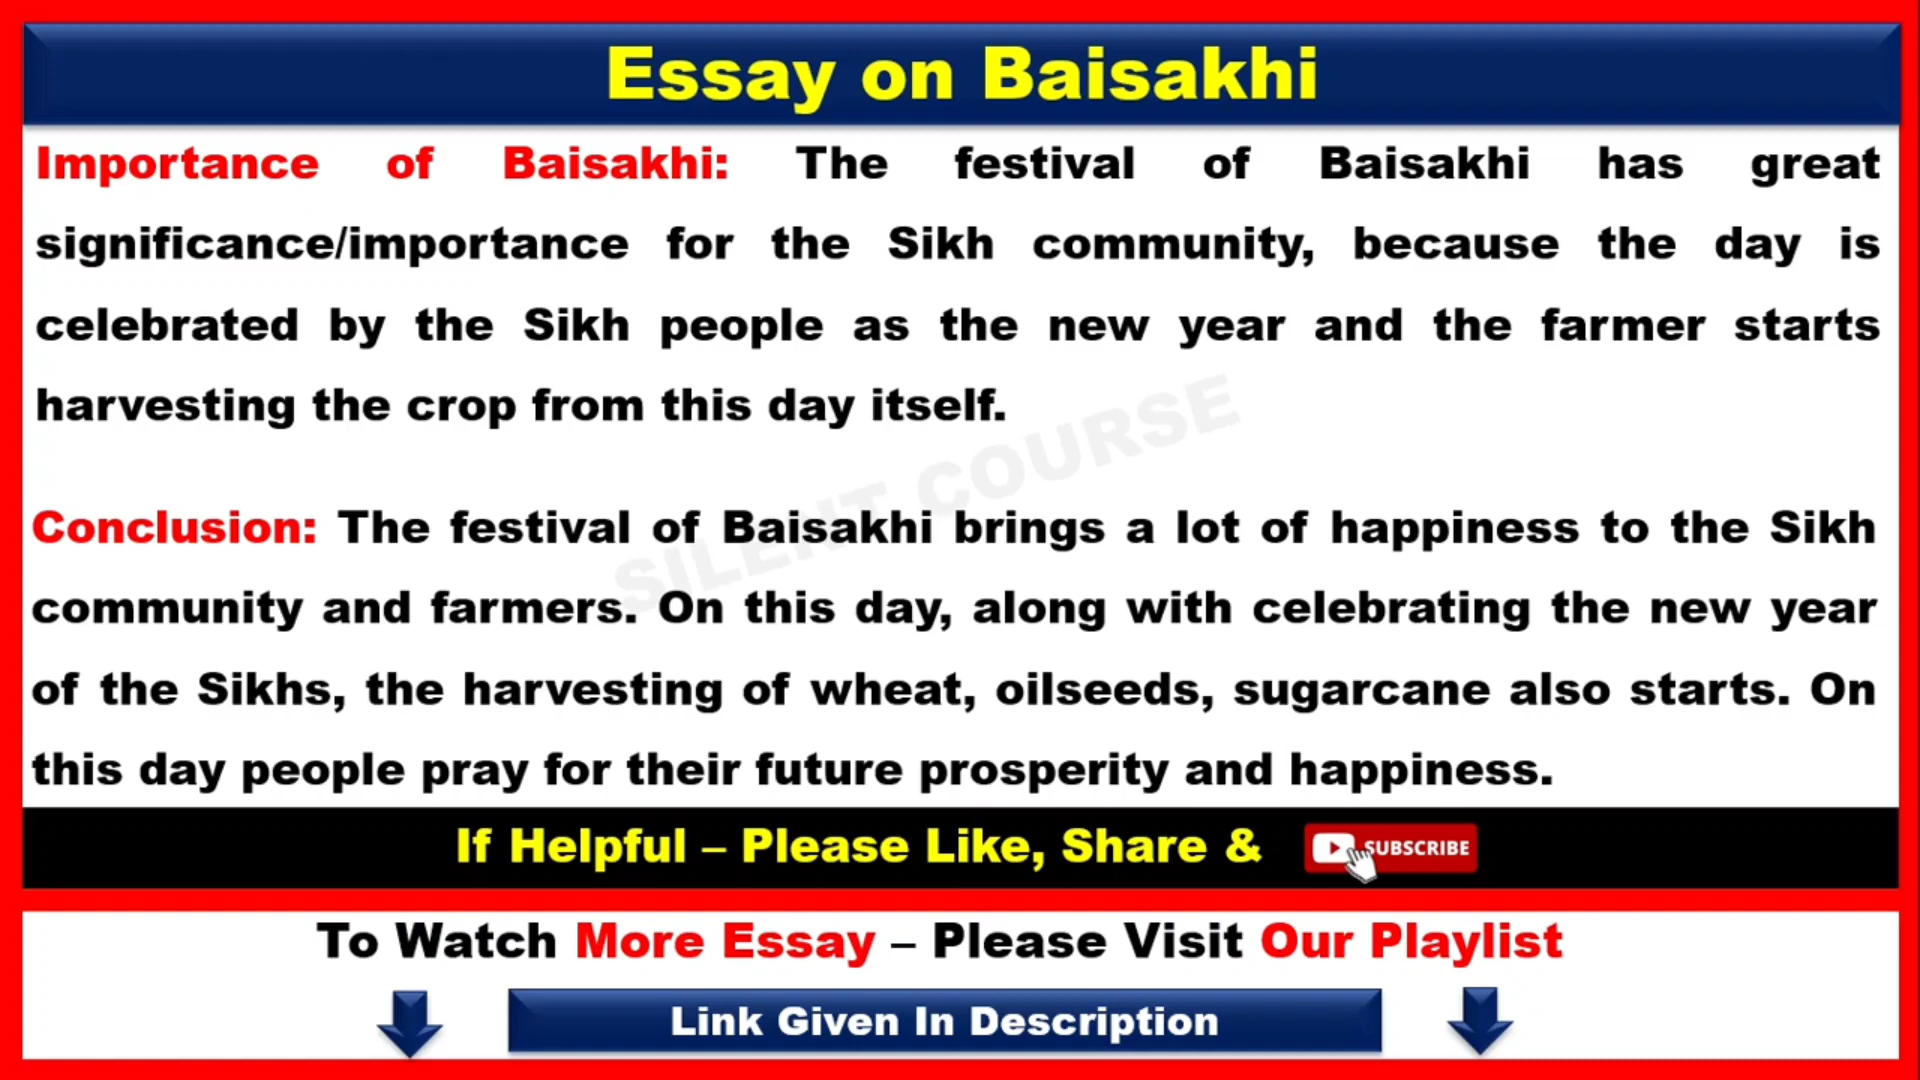 Essay on Baisakhi
Importance of Baisakhi: The festival of Baisakhi has great
significance/importance for the Sikh community, because the day is
celebrated by the Sikh people as the new year and the farmer starts
harvesting the crop from this day itself.
SILENT COURSE
Conclusion: The festival of Baisakhi brings a lot of happiness to the Sikh
community and farmers. On this day, along with celebrating the new year
of the Sikhs, the harvesting of wheat, oilseeds, sugarcane also starts. On
this day people pray for their future prosperity and happiness.
If Helpful – Please Like, Share & SUBSCRIBE
To Watch More Essay – Please Visit Our Playlist
Link Given In Description